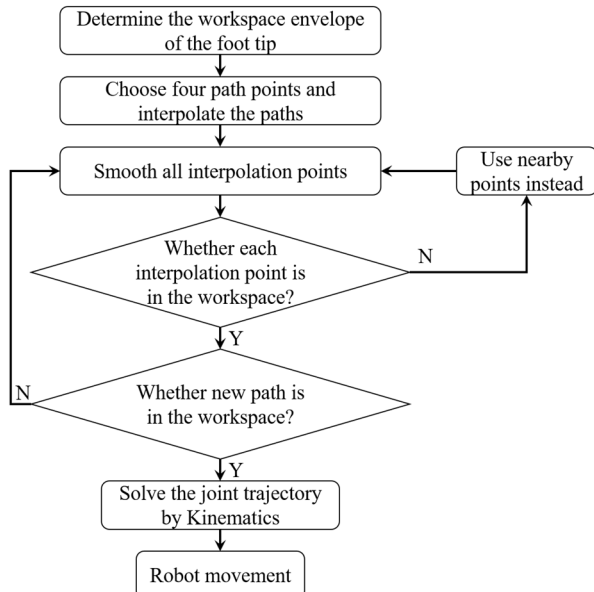 Determine the workspace envelope
of the foot tip
Choose four path points and
interpolate the paths
Smooth all interpolation points
Use nearby
points instead
Whether each
interpolation point is
in the workspace?
N
Y
Whether new path is
in the workspace?
N
Y
Solve the joint trajectory
by Kinematics
Robot movement